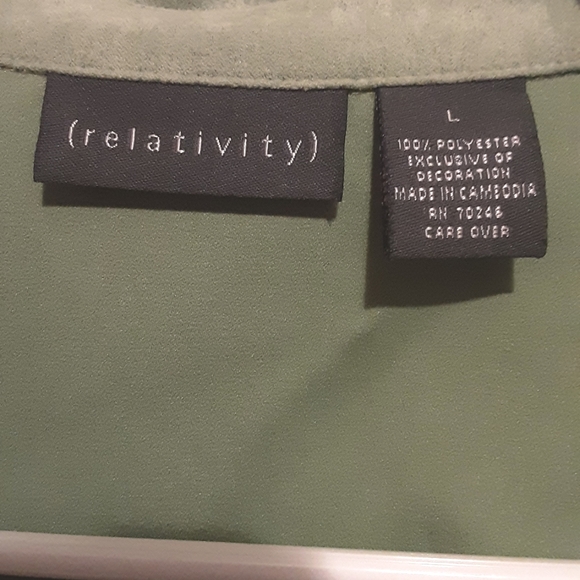 (relativity)
L
100% POLYESTER
EXCLUSIVE OF
DECORATION
MADE IN CAMBODIA
RN 70246
CARE OVER